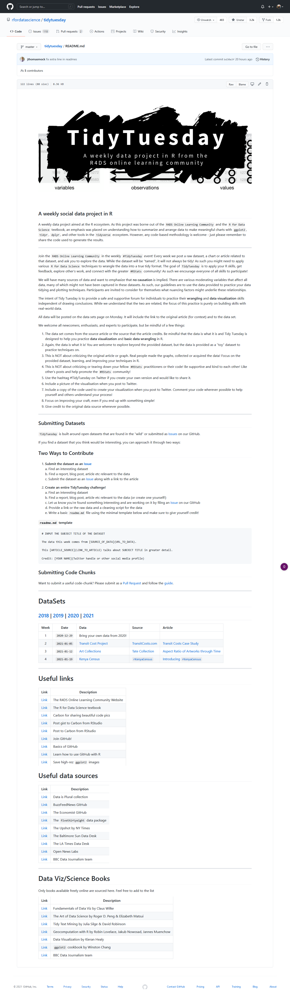 Search or jump to...
/
Pull requests Issues Marketplace Explore
rfordatascience / tidytuesday
Unwatch 483 Unstar 3.2k Fork 1.2k
Code Issues 118 Pull requests 2 Actions Projects Wiki Security Insights
master tidytuesday / README.md Go to file ...
jthomasmock fix extra line in readmes Latest commit bd30a3f 20 hours ago History
5 contributors
122 lines (88 sloc) 8.36 KB Raw Blame
TidyTuesday
A weekly data project in R from the
R4DS online learning community
variables observations values
A weekly social data project in R
A weekly data project aimed at the R ecosystem. As this project was borne out of the R4DS Online Learning Community and the R for Data
Science textbook, an emphasis was placed on understanding how to summarize and arrange data to make meaningful charts with ggplot2 ,
tidyr , dplyr , and other tools in the tidyverse ecosystem. However, any code-based methodology is welcome - just please remember to
share the code used to generate the results.
Join the R4DS Online Learning Community in the weekly #TidyTuesday event! Every week we post a raw dataset, a chart or article related to
that dataset, and ask you to explore the data. While the dataset will be "tamed", it will not always be tidy! As such you might need to apply
various R for Data Science techniques to wrangle the data into a true tidy format. The goal of TidyTuesday is to apply your R skills, get
feedback, explore other's work, and connect with the greater #RStats community! As such we encourage everyone of all skills to participate!
We will have many sources of data and want to emphasize that no causation is implied. There are various moderating variables that affect all
data, many of which might not have been captured in these datasets. As such, our guidelines are to use the data provided to practice your data
tidying and plotting techniques. Participants are invited to consider for themselves what nuancing factors might underlie these relationships.
The intent of Tidy Tuesday is to provide a safe and supportive forum for individuals to practice their wrangling and data visualization skills
independent of drawing conclusions. While we understand that the two are related, the focus of this practice is purely on building skills with
real-world data.
All data will be posted on the data sets page on Monday. It will include the link to the original article (for context) and to the data set.
We welcome all newcomers, enthusiasts, and experts to participate, but be mindful of a few things:
1. The data set comes from the source article or the source that the article credits. Be mindful that the data is what it is and Tidy Tuesday is
designed to help you practice data visualization and basic data wrangling in R.
2. Again, the data is what it is! You are welcome to explore beyond the provided dataset, but the data is provided as a "toy" dataset to
practice techniques on.
3. This is NOT about criticizing the original article or graph. Real people made the graphs, collected or acquired the data! Focus on the
provided dataset, learning, and improving your techniques in R.
4. This is NOT about criticizing or tearing down your fellow #RStats practitioners or their code! Be supportive and kind to each other! Like
other's posts and help promote the #RStats community!
5. Use the hashtag #TidyTuesday on Twitter if you create your own version and would like to share it.
6. Include a picture of the visualisation when you post to Twitter.
7. Include a copy of the code used to create your visualization when you post to Twitter. Comment your code wherever possible to help
yourself and others understand your process!
8. Focus on improving your craft, even if you end up with something simple!
9. Give credit to the original data source whenever possible.
Submitting Datasets
TidyTuesday is built around open datasets that are found in the "wild" or submitted as Issues on our GitHub.
If you find a dataset that you think would be interesting, you can approach it through two ways:
Two Ways to Contribute
1. Submit the dataset as an Issue
a. Find an interesting dataset
b. Find a report, blog post, article etc relevant to the data
c. Submit the dataset as an Issue along with a link to the article
2. Create an entire TidyTuesday challenge!
a. Find an interesting dataset
b. Find a report, blog post, article etc relevant to the data (or create one yourself!)
c. Let us know you're found something interesting and are working on it by filing an Issue on our GitHub
d. Provide a link or the raw data and a cleaning script for the data
e. Write a basic readme.md file using the minimal template below and make sure to give yourself credit!
readme.md template
# INPUT THE SUBJECT TITLE OF THE DATASET
The data this week comes from [SOURCE_OF_DATA](URL_TO_DATA).
This [ARTICLE_SOURCE](LINK_TO_ARTICLE) talks about SUBJECT TITLE in greater detail.
Credit: [YOUR NAME](Twitter handle or other social media profile)
0
Submitting Code Chunks
Want to submit a useful code-chunk? Please submit as a Pull Request and follow the guide.
DataSets
2018 | 2019 | 2020 | 2021
Week Date Data Source Article
1 2020-12-29 Bring your own data from 2020!
2 2021-01-05 Transit Cost Project TransitCosts.com Transit Costs Case Study
3 2021-01-12 Art Collections Tate Collection Aspect Ratio of Artworks through Time
4 2021-01-19 Kenya Census rKenyaCensus Introducing rKenyaCensus
Useful links
Link Description
Link The R4DS Online Learning Community Website
Link The R for Data Science textbook
Link Carbon for sharing beautiful code pics
Link Post gist to Carbon from RStudio
Link Post to Carbon from RStudio
Link Join GitHub!
Link Basics of GitHub
Link Learn how to use GitHub with R
Link Save high-rez ggplot2 images
Useful data sources
Link Description
Link Data is Plural collection
Link BuzzFeedNews GitHub
Link The Economist GitHub
Link The fivethirtyeight data package
Link The Upshot by NY Times
Link The Baltimore Sun Data Desk
Link The LA Times Data Desk
Link Open News Labs
Link BBC Data Journalism team
Data Viz/Science Books
Only books available freely online are sourced here. Feel free to add to the list
Link Description
Link Fundamentals of Data Viz by Claus Wilke
Link The Art of Data Science by Roger D. Peng & Elizabeth Matsui
Link Tidy Text Mining by Julia Silge & David Robinson
Link Geocomputation with R by Robin Lovelace, Jakub Nowosad, Jannes Muenchow
Link Data Visualization by Kieran Healy
Link ggplot2 cookbook by Winston Chang
Link BBC Data Journalism team
© 2021 GitHub, Inc. Terms Privacy Security Status Help Contact GitHub Pricing API Training Blog About